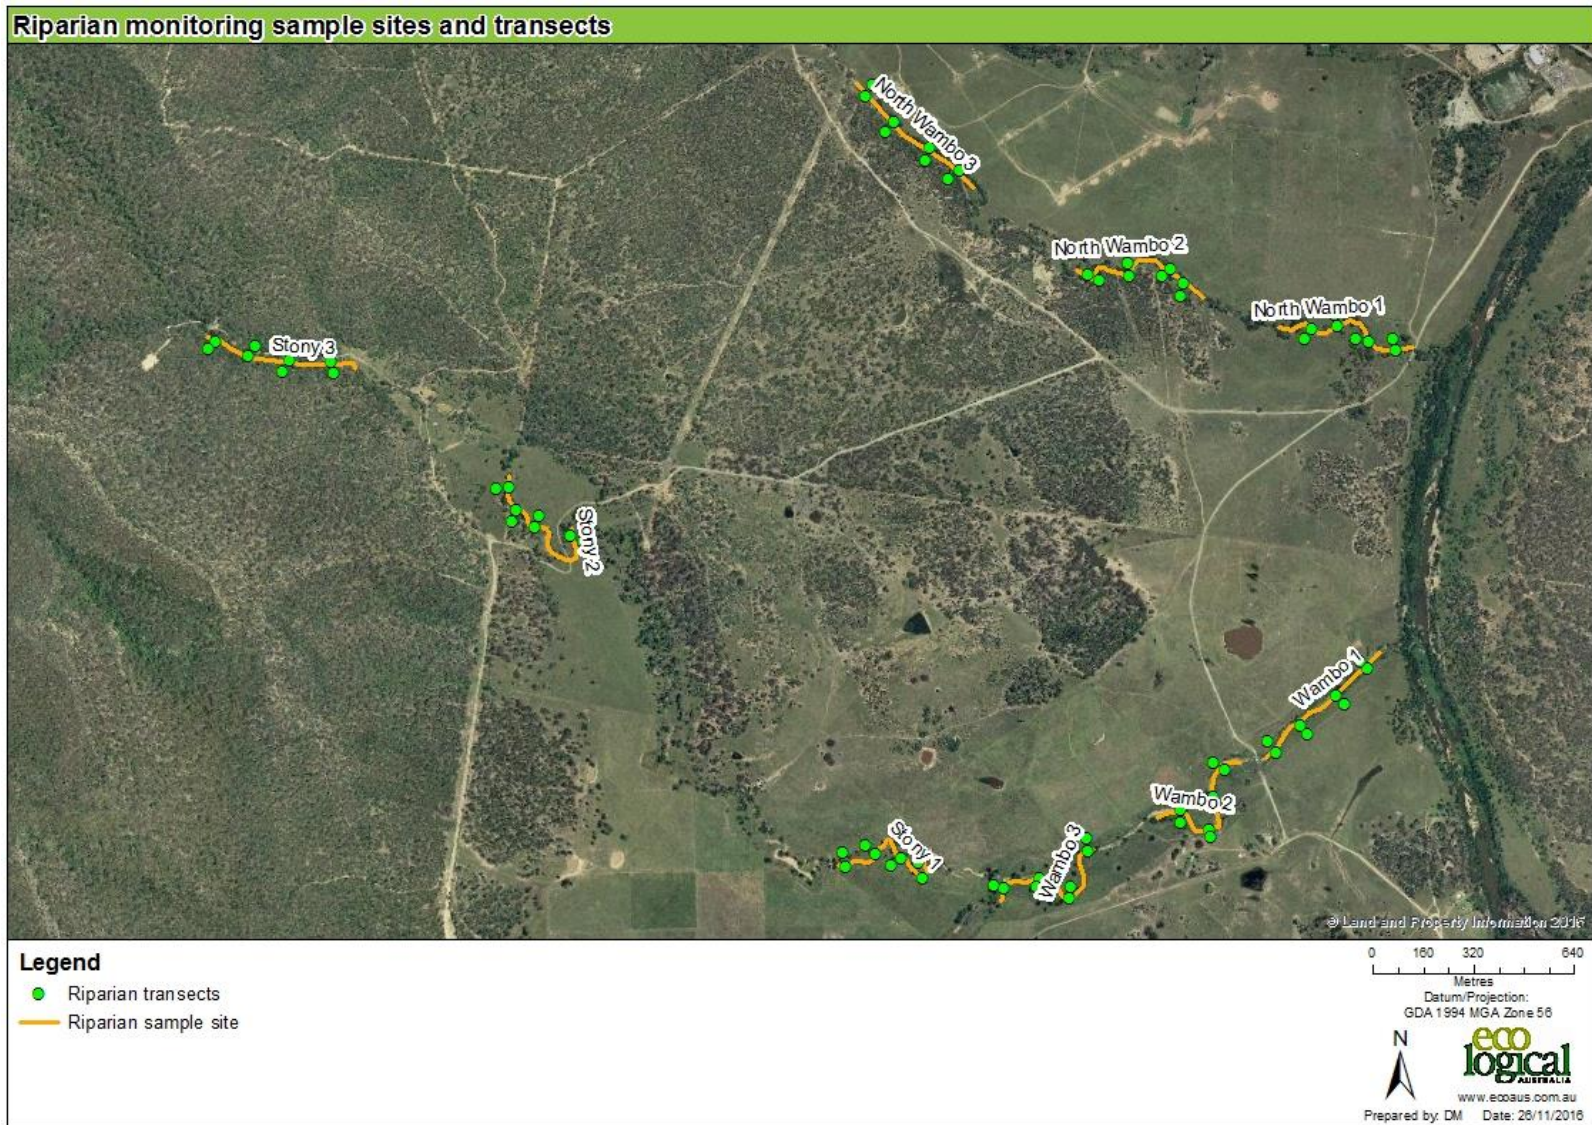 Riparian monitoring sample sites and transects
North Wambo 3
North Wambo 2
North Wambo 1
Stony 3
Stony 2
Wambo 1
Wambo 2
Stony 1
Wambo 3
© Land and Property Information 2016
Legend
Riparian transects
Riparian sample site
0 160 320 640
Metres
Datum/Projection:
GDA 1994 MGA Zone 56
N
eco
logical
AUSTRALIA
www.ecoaus.com.au
Prepared by: DM Date: 26/11/2016